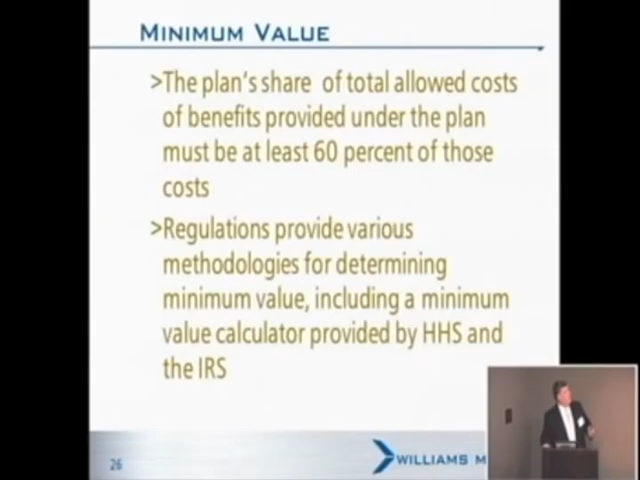 MINIMUM VALUE
>The plan's share of total allowed costs
of benefits provided under the plan
must be at least 60 percent of those
costs
>Regulations provide various
methodologies for determining
minimum value, including a minimum
value calculator provided by HHS and
the IRS
26
WILLIAMS M